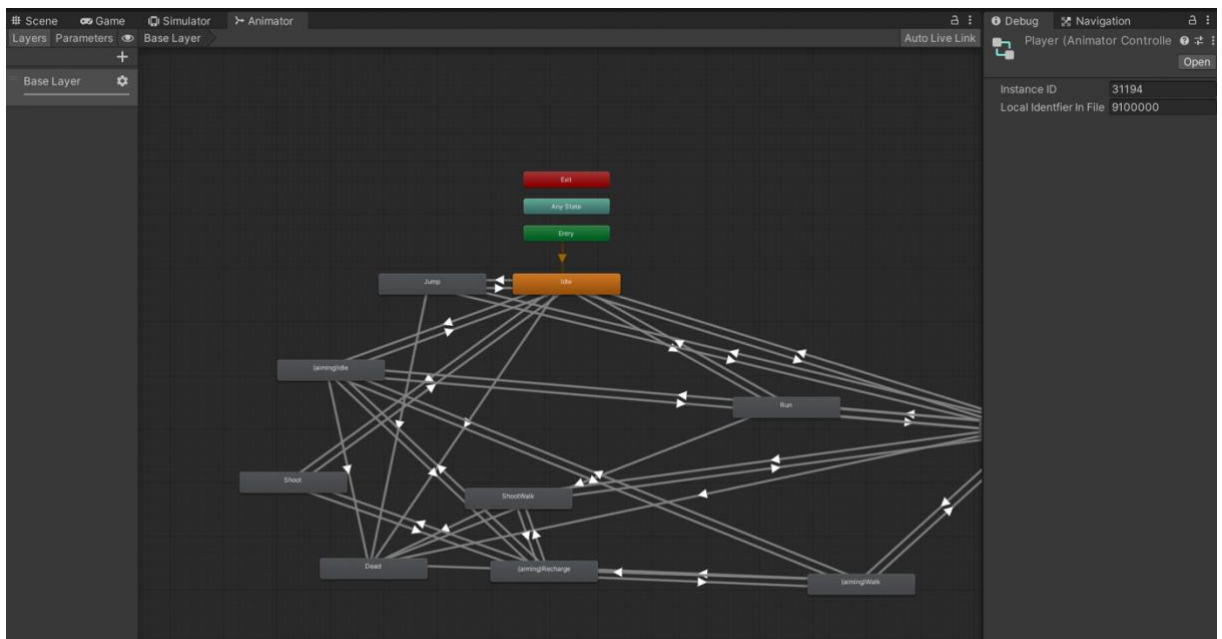 Scene Game Simulator Animator
Debug Navigation
Layers Parameters Base Layer Auto Live Link
Player (Animator Controlle
Open
Base Layer
Instance ID 31194
Local Identfier In File 9100000
Exit
Any State
Entry
Jump Idle
(aiming)Idle
Run
Shoot
ShootWalk
Dead
(aiming)Recharge
(aiming)Walk